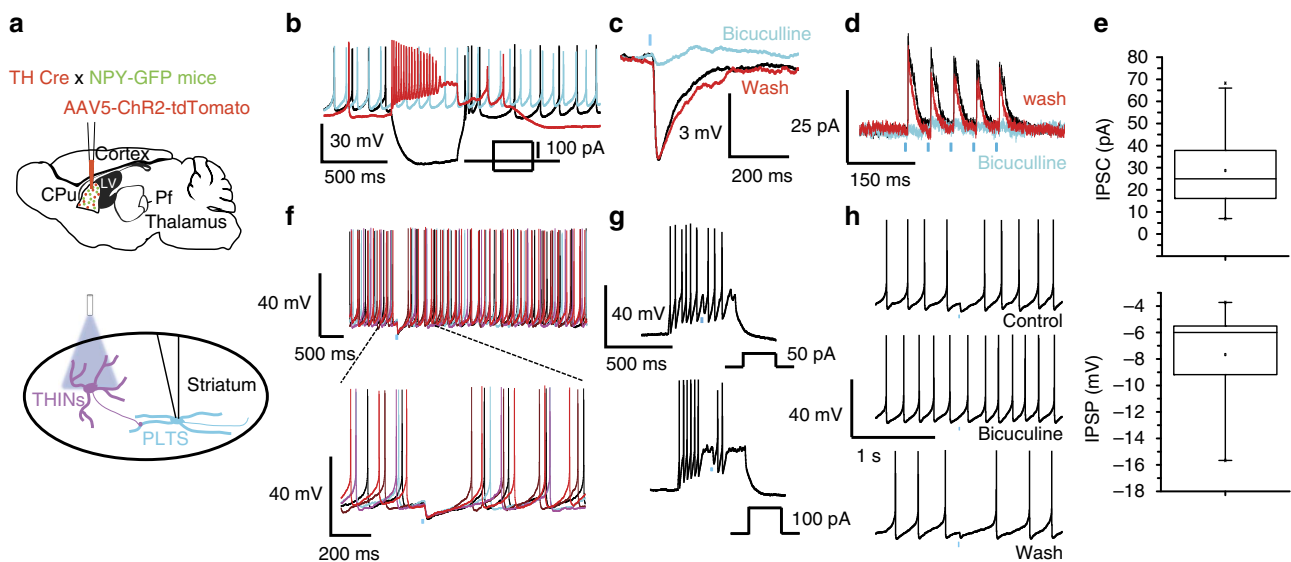 a
TH Cre x NPY-GFP mice
AAV5-ChR2-tdTomato
Cortex
LV
CPu
Pf
Thalamus
Striatum
THINs
PLTS
b
30 mV
500 ms
100 pA
c
Bicuculline
Wash
3 mV
200 ms
d
wash
25 pA
Bicuculline
150 ms
e
80
70
60
50
40
30
20
10
0
IPSC (pA)
−4
−6
−8
−10
−12
−14
−16
−18
IPSP (mV)
f
40 mV
500 ms
40 mV
200 ms
g
40 mV
500 ms
50 pA
100 pA
h
Control
40 mV
Bicuculine
1 s
Wash